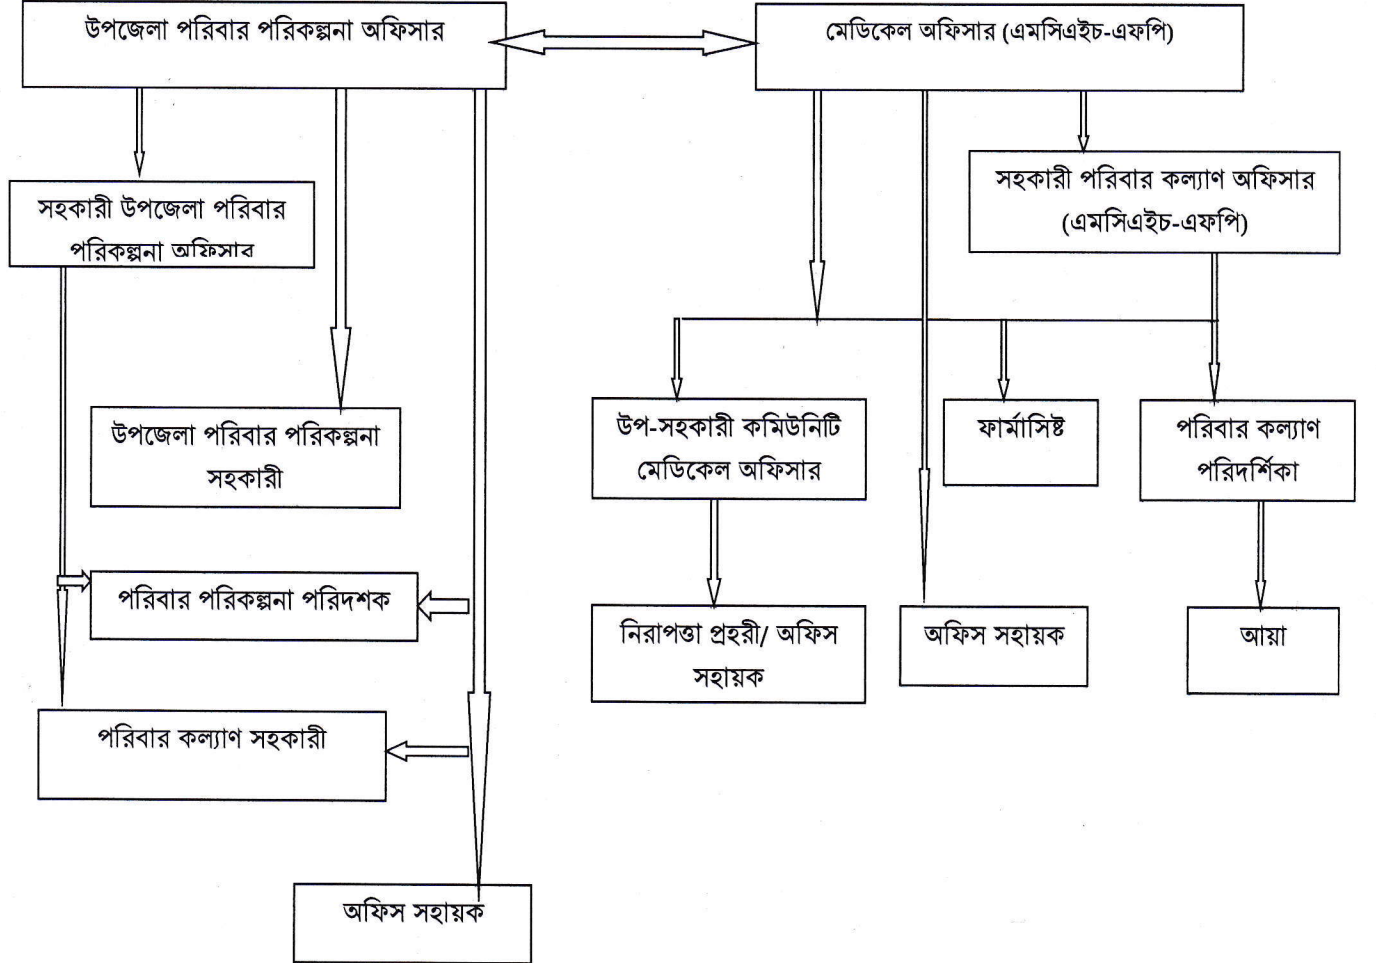 উপজেলা পরিবার পরিকল্পনা অফিসার
মেডিকেল অফিসার (এমসিএইচ-এফপি)
সহকারী উপজেলা পরিবার
পরিকল্পনা অফিসার
সহকারী পরিবার কল্যাণ অফিসার
(এমসিএইচ-এফপি)
উপজেলা পরিবার পরিকল্পনা
সহকারী
উপ-সহকারী কমিউনিটি
মেডিকেল অফিসার
ফার্মাসিষ্ট
পরিবার কল্যাণ
পরিদর্শিকা
পরিবার পরিকল্পনা পরিদশক
নিরাপত্তা প্রহরী/ অফিস
সহায়ক
অফিস সহায়ক
আয়া
পরিবার কল্যাণ সহকারী
অফিস সহায়ক